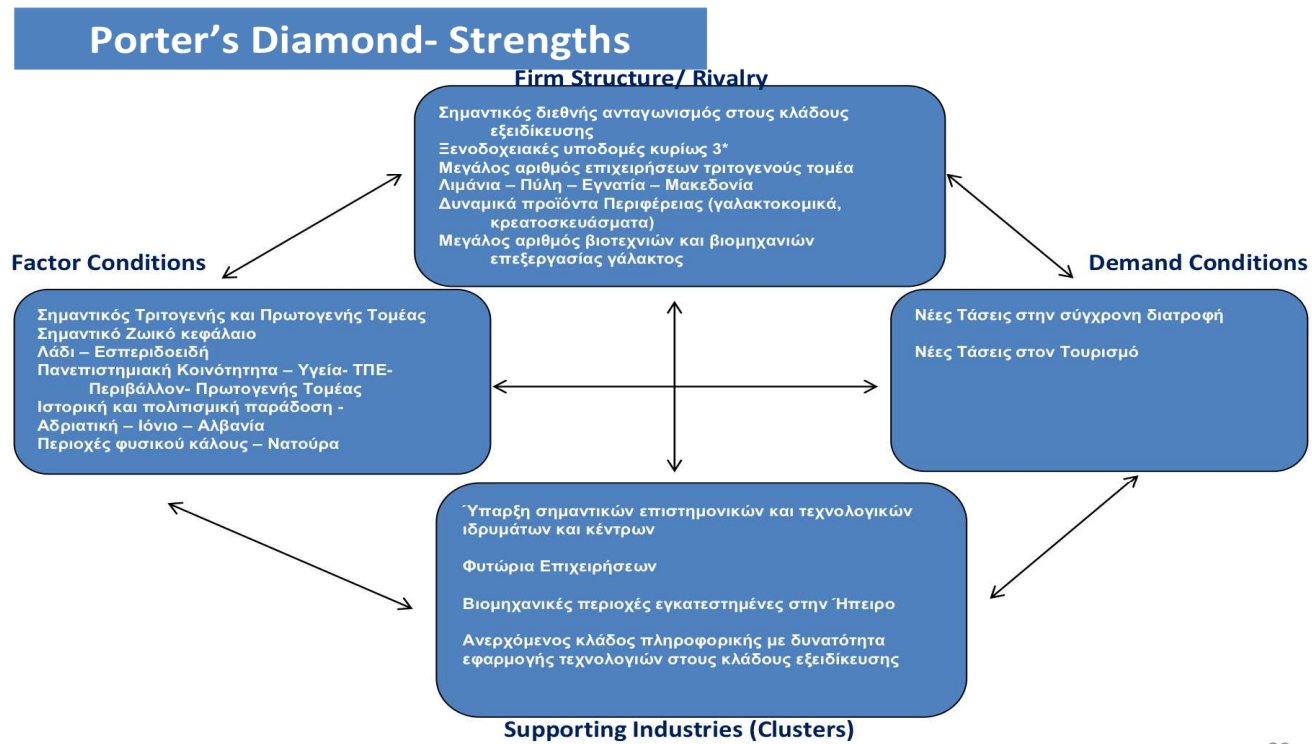 Porter's Diamond- Strengths
Firm Structure/ Rivalry
Σημαντικός διεθνής ανταγωνισμός στους κλάδους
εξειδίκευσης
Ξενοδοχειακές υποδομές κυρίως 3*
Μεγάλος αριθμός επιχειρήσεων τριτογενούς τομέα
Λιμάνια – Πύλη – Εγνατία – Μακεδονία
Δυναμικά προϊόντα Περιφέρειας (γαλακτοκομικά,
κρεατοσκευάσματα)
Μεγάλος αριθμός βιοτεχνιών και βιομηχανιών
επεξεργασίας γάλακτος
Factor Conditions
Σημαντικός Τριτογενής και Πρωτογενής Τομέας
Σημαντικό Ζωικό κεφάλαιο
Λάδι – Εσπεριδοειδή
Πανεπιστημιακή Κοινότητητα – Υγεία- ΤΠΕ-
Περιβάλλον- Πρωτογενής Τομέας
Ιστορική και πολιτισμική παράδοση -
Αδριατική – Ιόνιο – Αλβανία
Περιοχές φυσικού κάλους – Νατούρα
Demand Conditions
Νέες Τάσεις στην σύγχρονη διατροφή
Νέες Τάσεις στον Τουρισμό
Ύπαρξη σημαντικών επιστημονικών και τεχνολογικών
ιδρυμάτων και κέντρων
Φυτώρια Επιχειρήσεων
Βιομηχανικές περιοχές εγκατεστημένες στην Ήπειρο
Ανερχόμενος κλάδος πληροφορικής με δυνατότητα
εφαρμογής τεχνολογιών στους κλάδους εξειδίκευσης
Supporting Industries (Clusters)